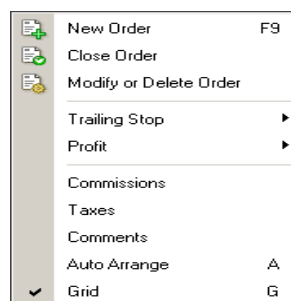 New Order F9
Close Order
Modify or Delete Order
Trailing Stop
Profit
Commissions
Taxes
Comments
Auto Arrange A
Grid G